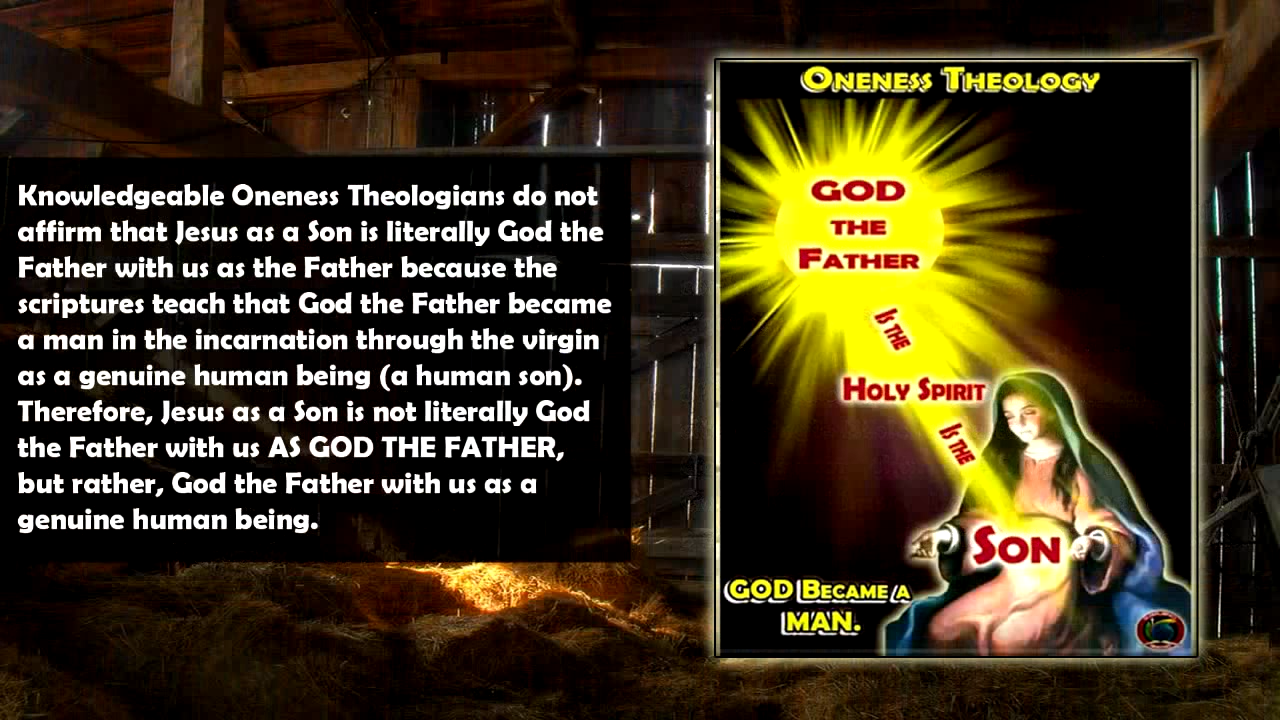 Knowledgeable Oneness Theologians do not
affirm that Jesus as a Son is literally God the
Father with us as the Father because the
scriptures teach that God the Father became
a man in the incarnation through the virgin
as a genuine human being (a human son).
Therefore, Jesus as a Son is not literally God
the Father with us AS GOD THE FATHER,
but rather, God the Father with us as a
genuine human being.
ONENESS THEOLOGY
GOD
THE
FATHER
IS THE
HOLY SPIRIT
IS THE
SON
GOD BECAME A
MAN.